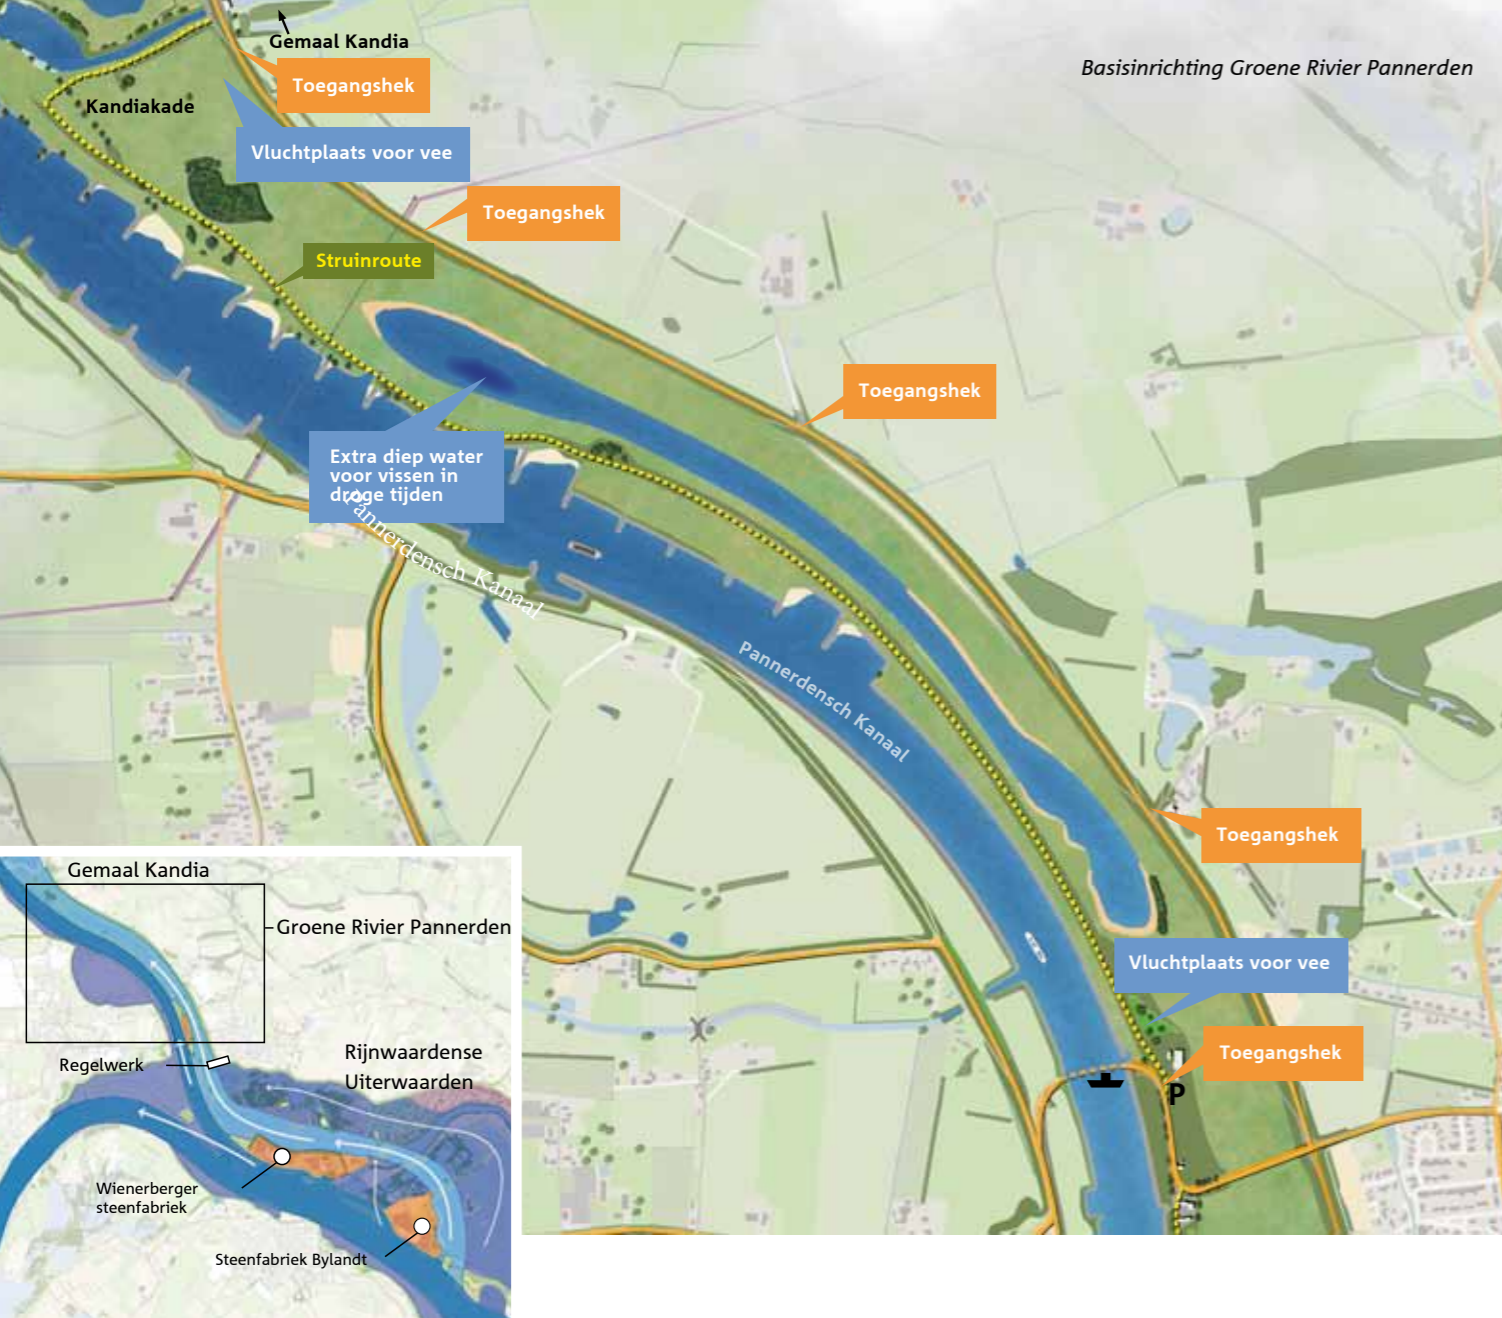 Gemaal Kandia
Basisinrichting Groene Rivier Pannerden
Toegangshek
Kandiakade
Vluchtplaats voor vee
Toegangshek
Struinroute
Toegangshek
Extra diep water
voor vissen in
droge tijden
Pannerdensch Kanaal
Pannerdensch Kanaal
Toegangshek
Vluchtplaats voor vee
Toegangshek
P
Gemaal Kandia
Groene Rivier Pannerden
Regelwerk
Rijnwaardense
Uiterwaarden
Wienerberger
steenfabriek
Steenfabriek Bylandt